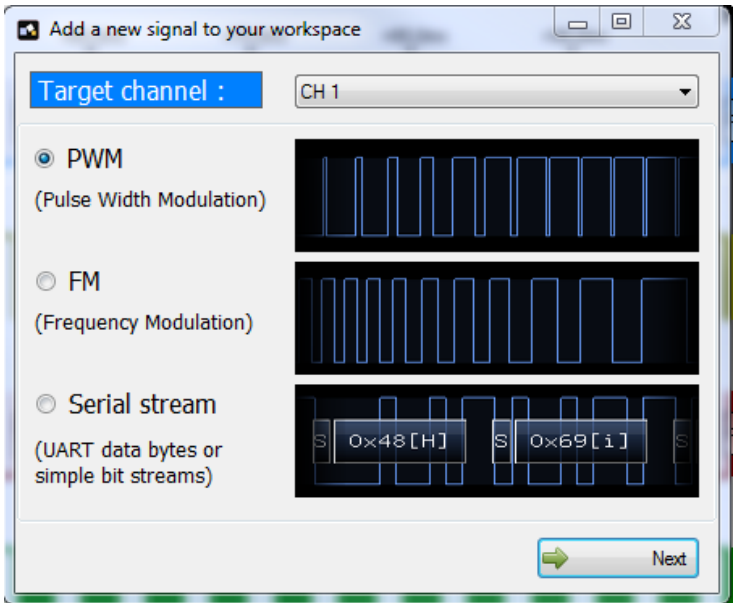 Add a new signal to your workspace
Target channel :
CH 1
PWM
(Pulse Width Modulation)
FM
(Frequency Modulation)
Serial stream
(UART data bytes or
simple bit streams)
S 0x48[H] S 0x69[i] S
Next